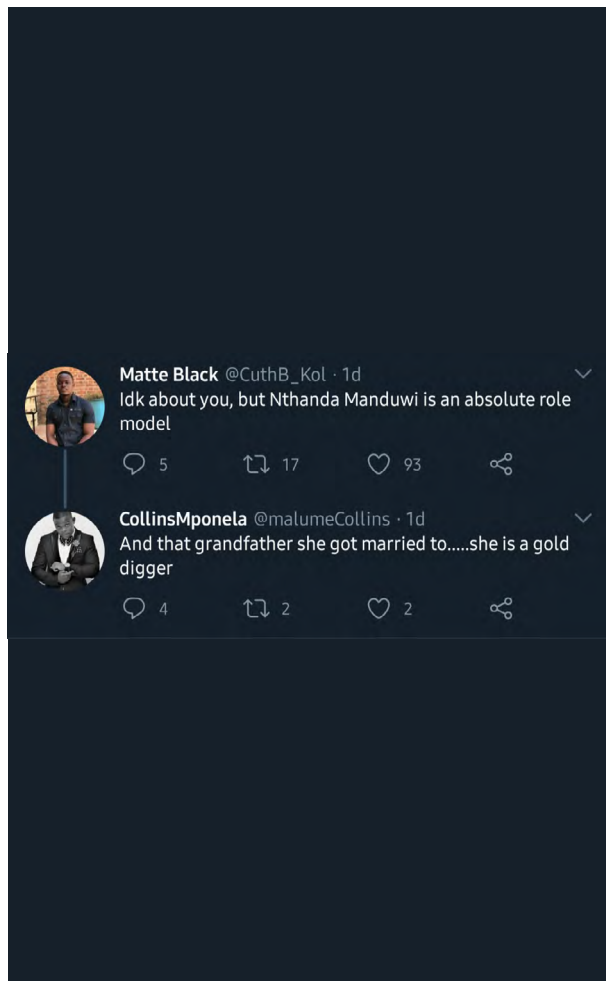 Matte Black @CuthB_Kol · 1d
Idk about you, but Nthanda Manduwi is an absolute role
model
5 17 93
CollinsMponela @malumeCollins · 1d
And that grandfather she got married to.....she is a gold
digger
4 2 2